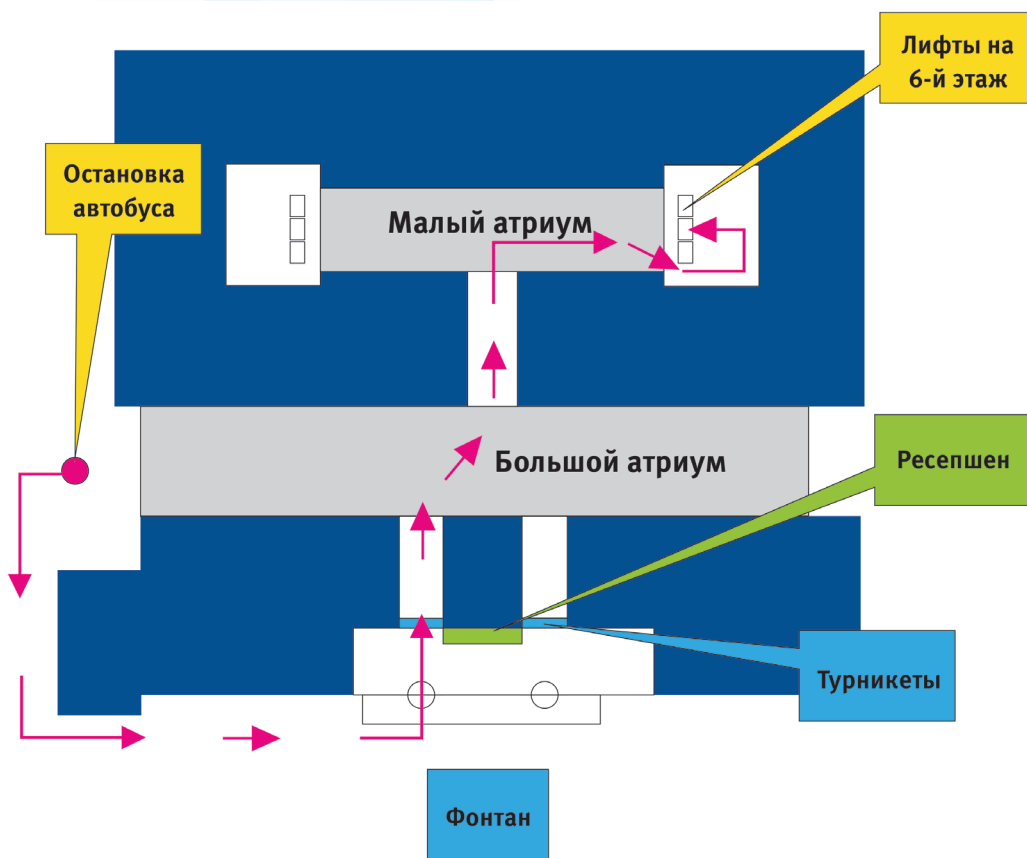 Лифты на
6-й этаж
Остановка
автобуса
Малый атриум
Большой атриум
Ресепшен
Турникеты
Фонтан